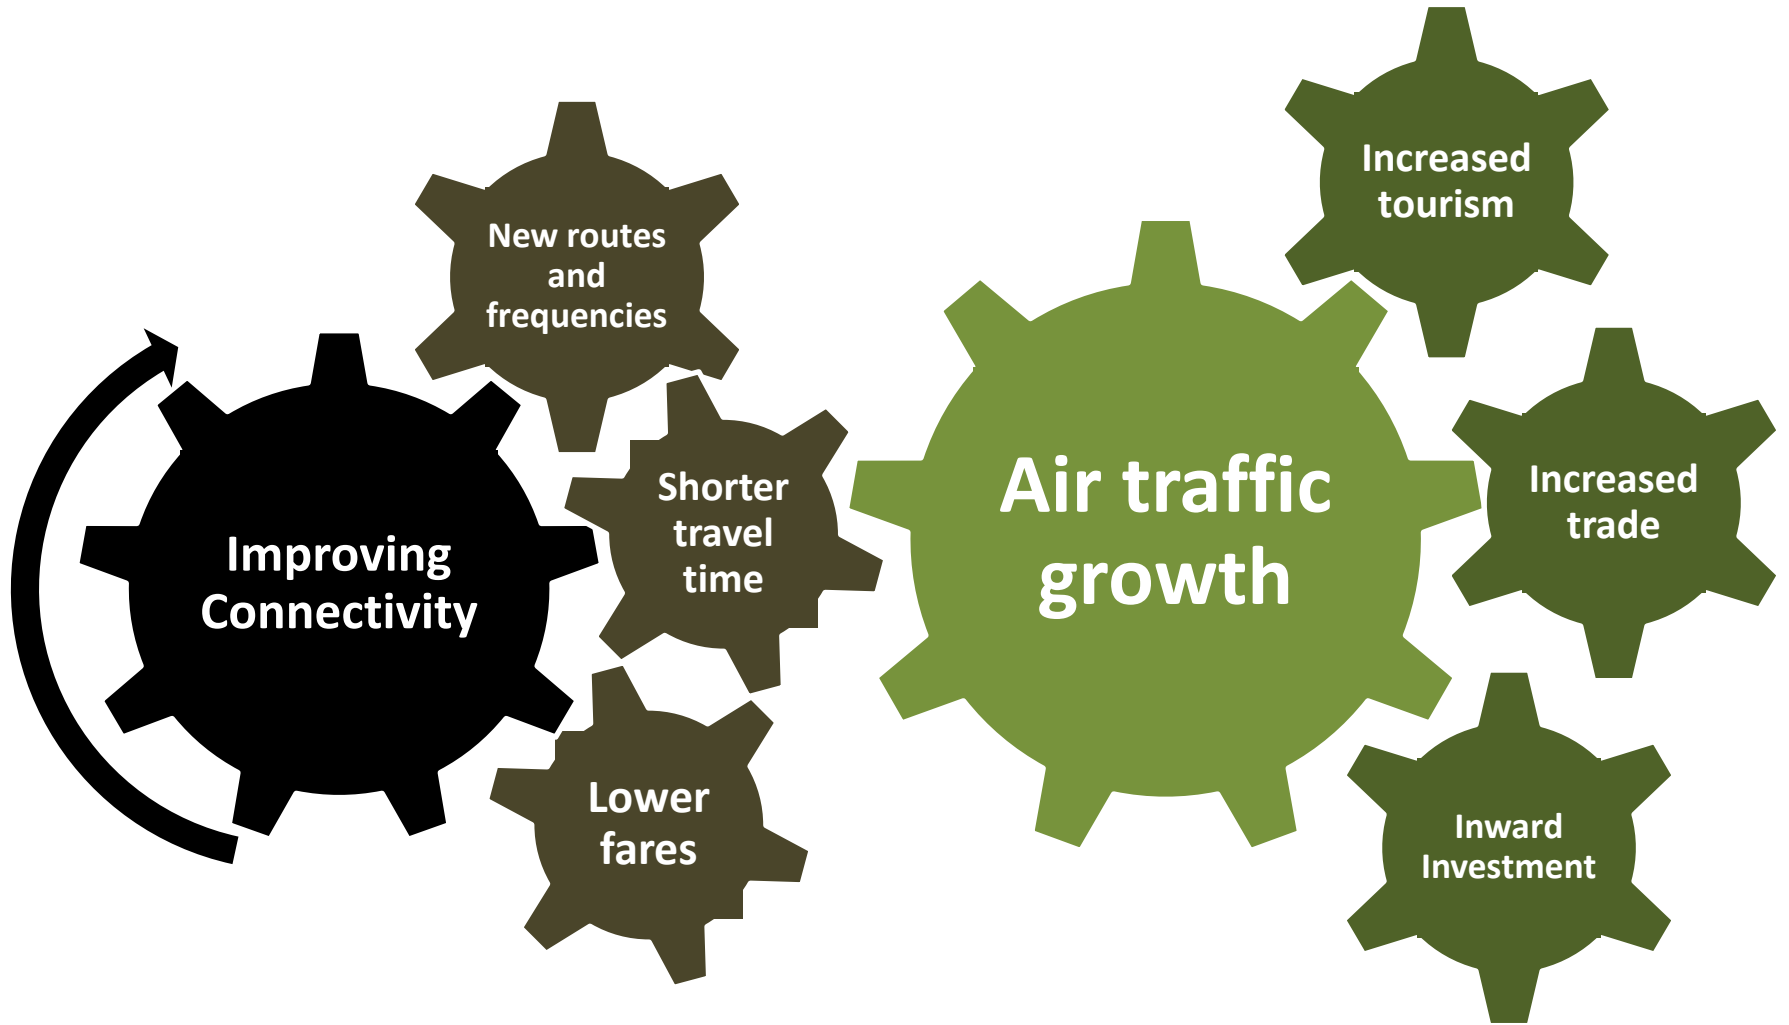 Improving
Connectivity
New routes
and
frequencies
Shorter
travel
time
Lower
fares
Air traffic
growth
Increased
tourism
Increased
trade
Inward
Investment